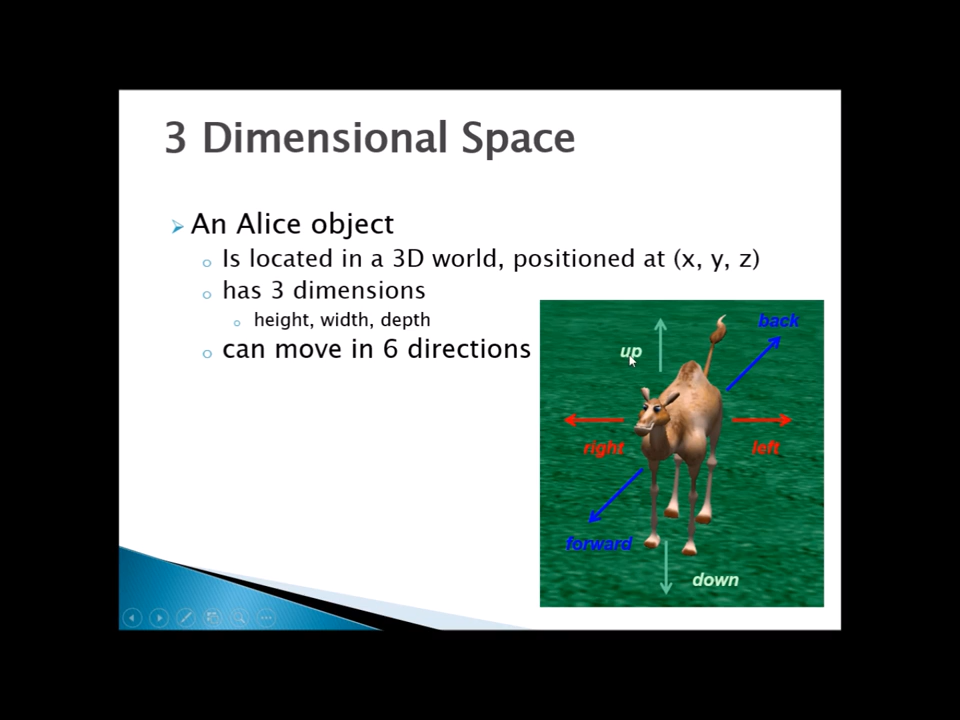 3 Dimensional Space
An Alice object
Is located in a 3D world, positioned at (x, y, z)
has 3 dimensions
height, width, depth
can move in 6 directions
back
up
right
left
forward
down